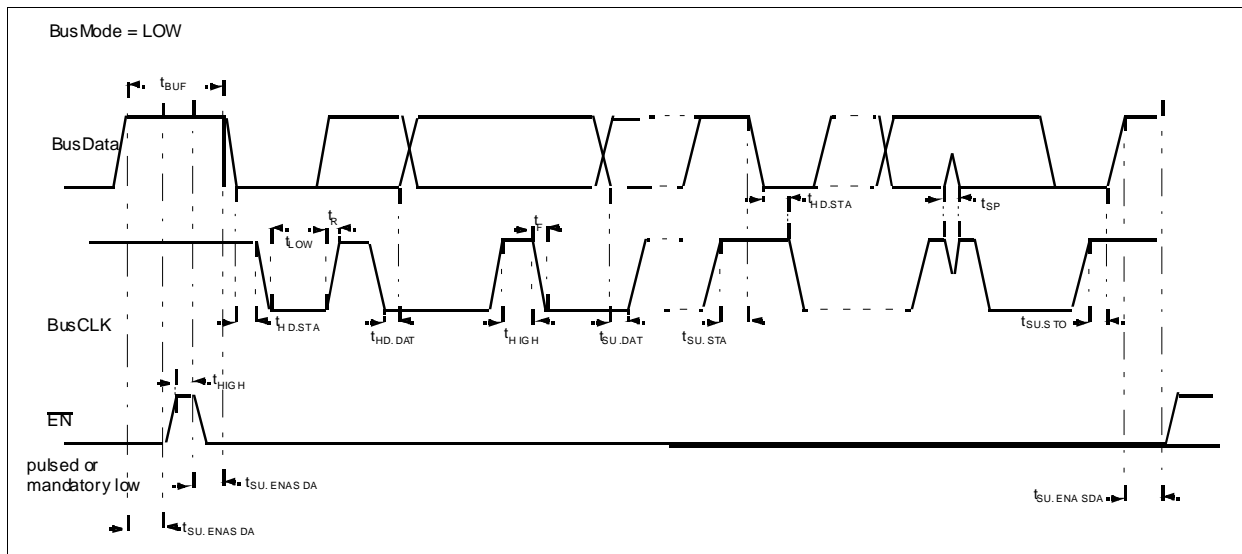 BusMode = LOW
tBUF
BusData
tHD.STA
tSP
tR
tLOW
tF
BusCLK
tHD.STA
tHD.DAT
tHIGH
tSU.DAT
tSU.STA
tSU.STO
tHIGH
EN
pulsed or
mandatory low
tSU.ENASDA
tSU.ENASDA
tSU.ENASDA